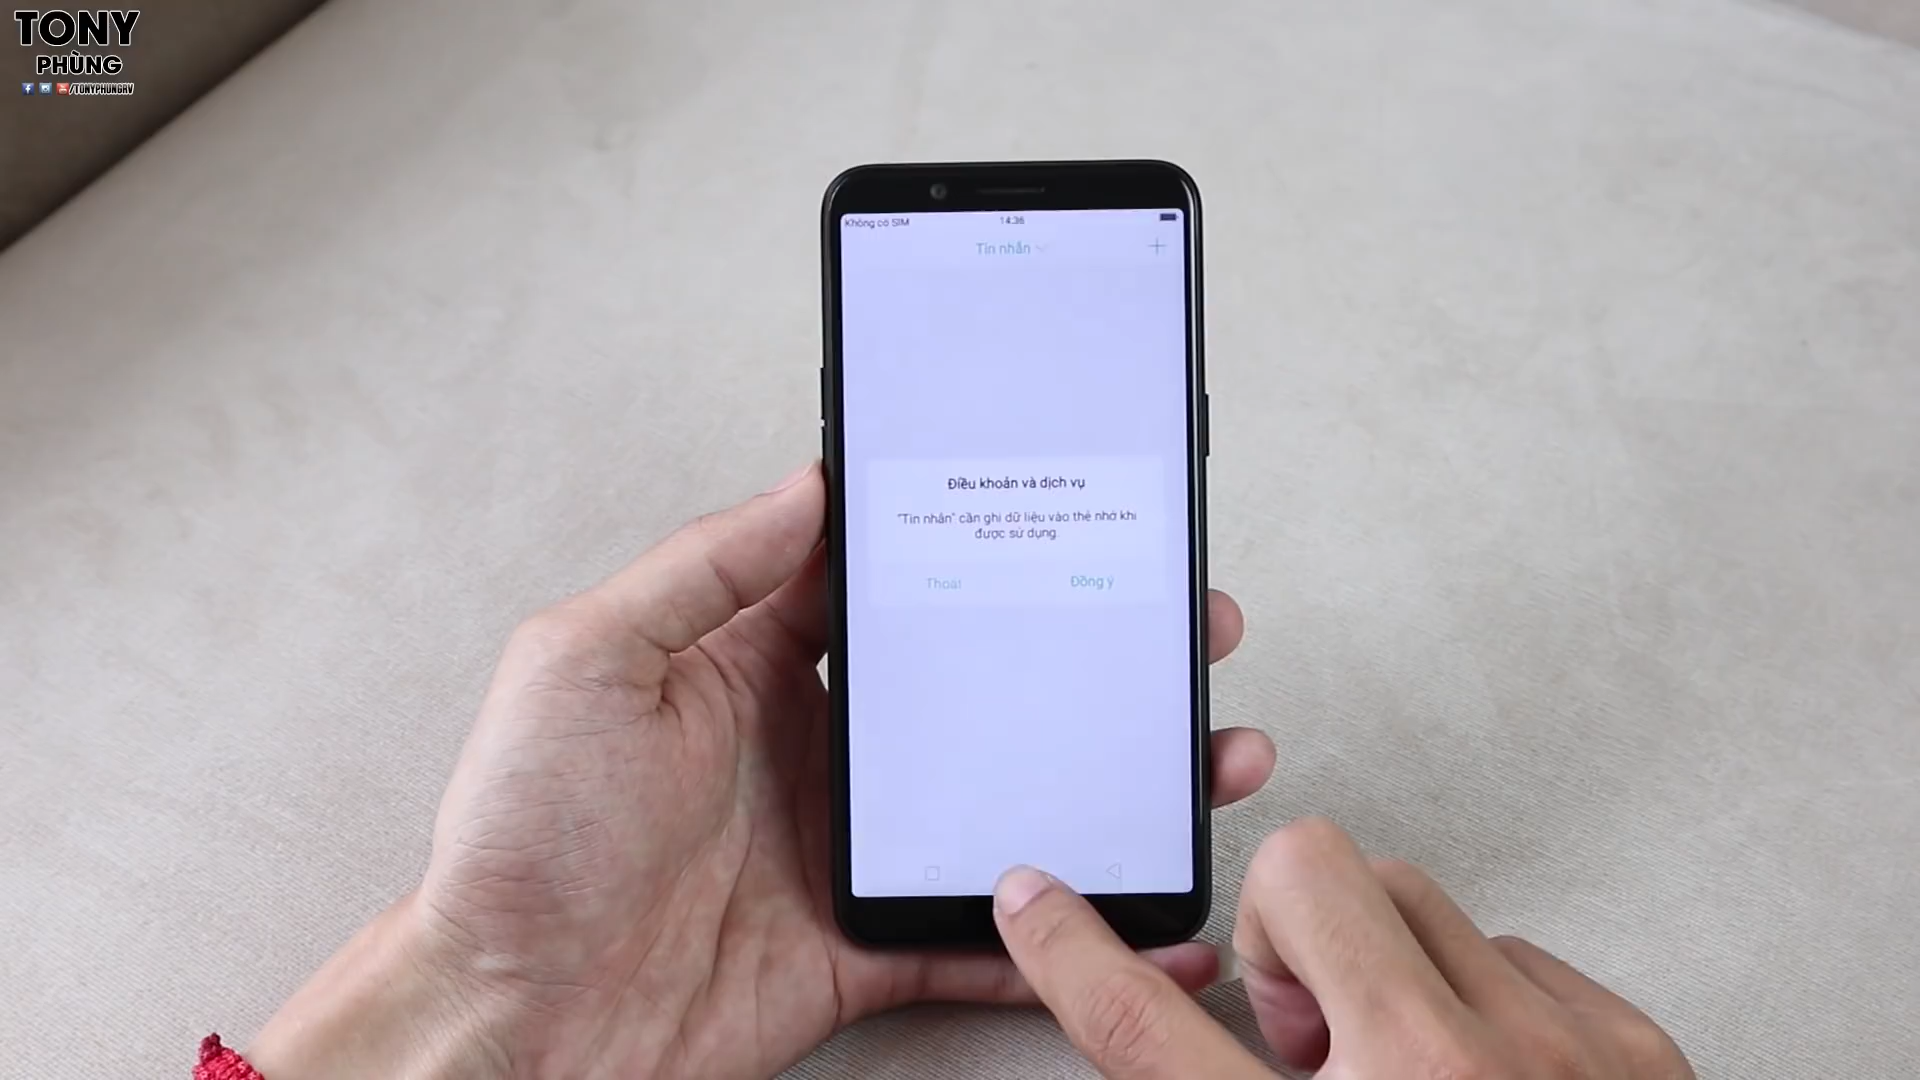 TONY
PHÙNG
/TONYPHUNGRV
Không có SIM
14:36
Tin nhắn
Điều khoản và dịch vụ
"Tin nhắn" cần ghi dữ liệu vào thẻ nhớ khi
được sử dụng.
Thoát
Đồng ý